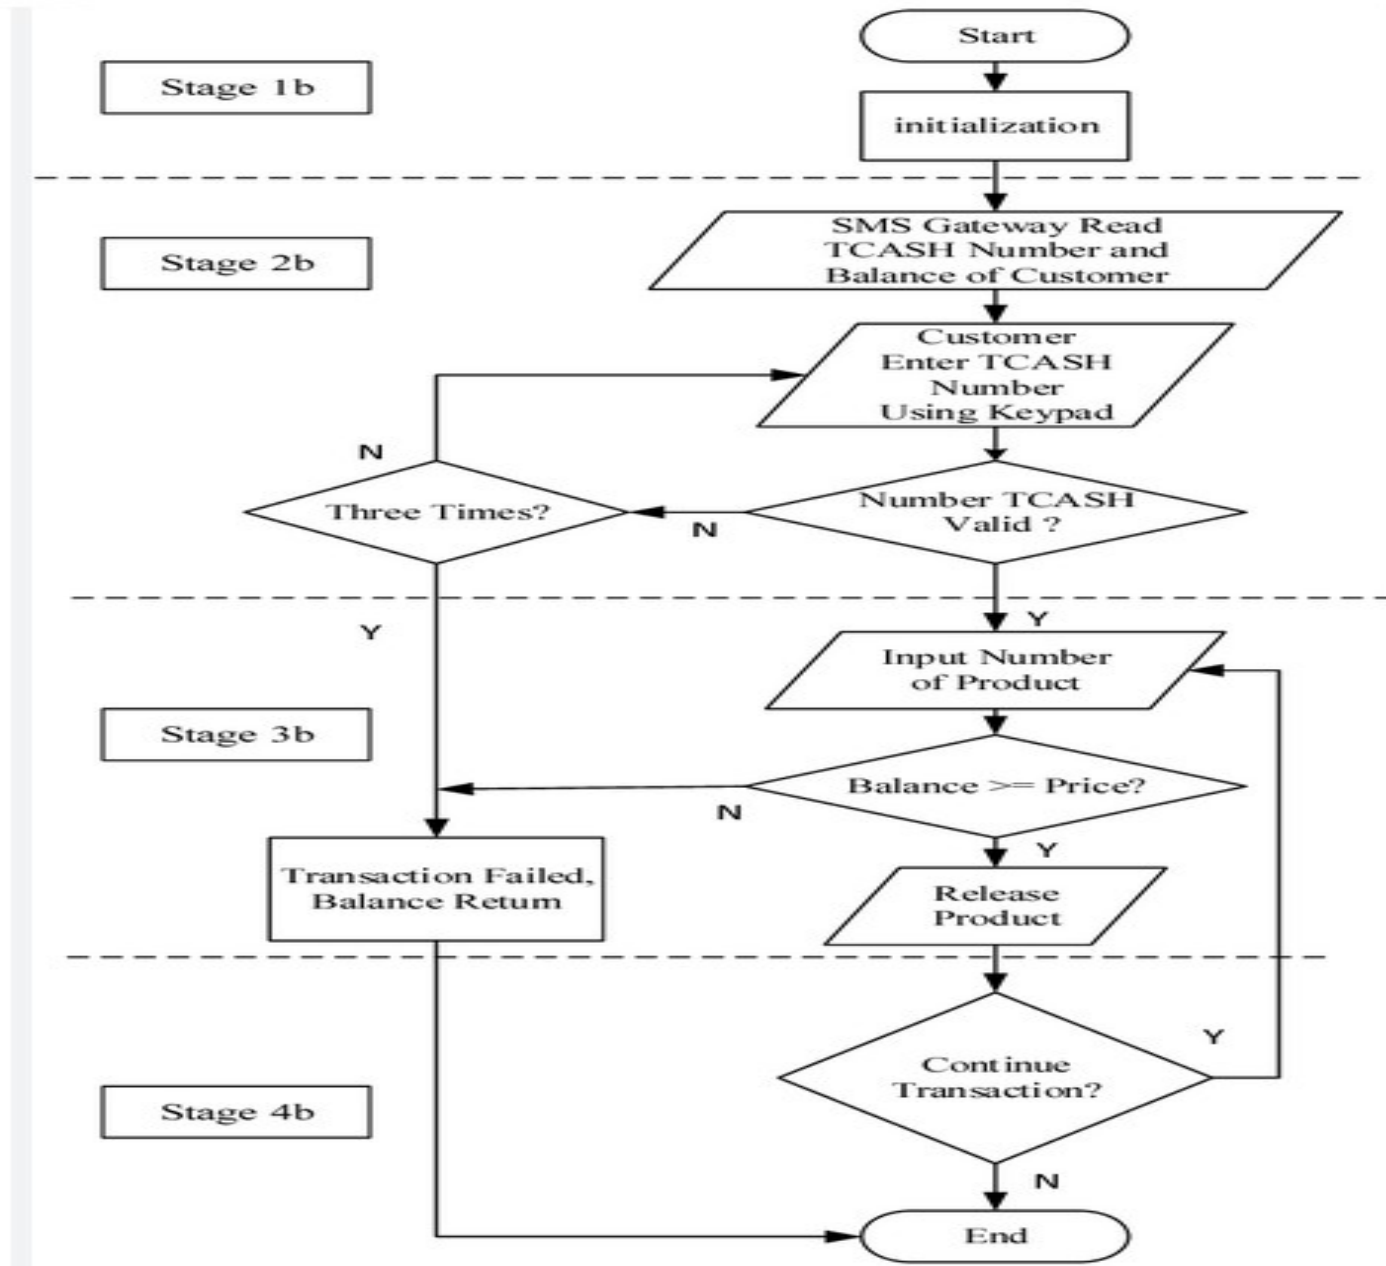 Start
Stage 1b
initialization
SMS Gateway Read
TCASH Number and
Balance of Customer
Stage 2b
Customer
Enter TCASH
Number
Using Keypad
N
Three Times?
N
Number TCASH
Valid ?
Y
Y
Input Number
of Product
Stage 3b
Balance >= Price?
N
Y
Transaction Failed,
Balance Return
Release
Product
Y
Continue
Transaction?
Stage 4b
N
End